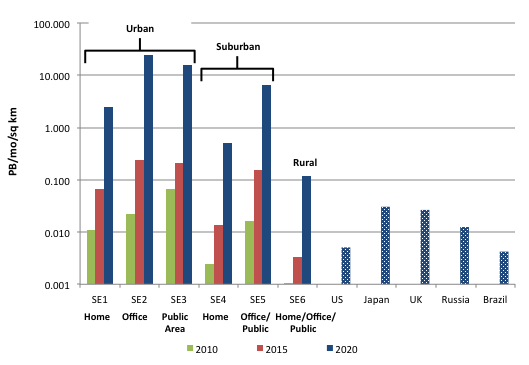 Urban
Suburban
Rural
PB/mo/sq km
100.000
10.000
1.000
0.100
0.010
0.001
SE1 SE2 SE3 SE4 SE5 SE6 US Japan UK Russia Brazil
Home Office Public Home Office/ Home/Office/
Area Public Public
2010 2015 2020